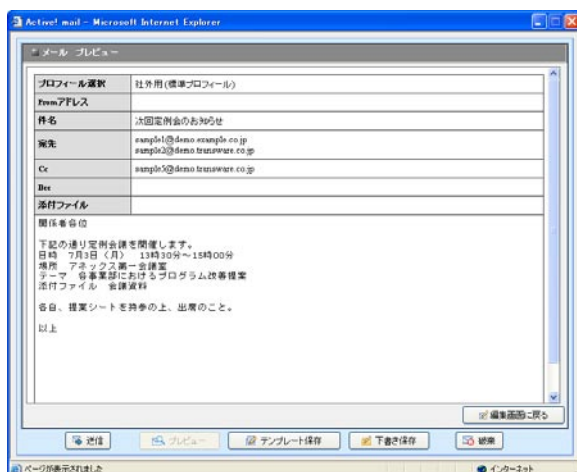 Active! mail - Microsoft Internet Explorer
メール プレビュー
プロフィール選択 社外用(標準プロフィール)
Fromアドレス
件名 次回定例会のお知らせ
宛先 sample1@demo.example.co.jp
sample2@demo.transware.co.jp
Cc sample3@demo.transware.co.jp
Bcc
添付ファイル
関係者各位
下記の通り定例会議を開催します。
日時 7月3日(月) 13時30分~15時00分
場所 アネックス第一会議室
テーマ 各事業部におけるプログラム改善提案
添付ファイル 会議資料
各自、提案シートを持参の上、出席のこと。
以上
編集画面に戻る
送信 プレビュー テンプレート保存 下書き保存 破棄
ページが表示されました インターネット